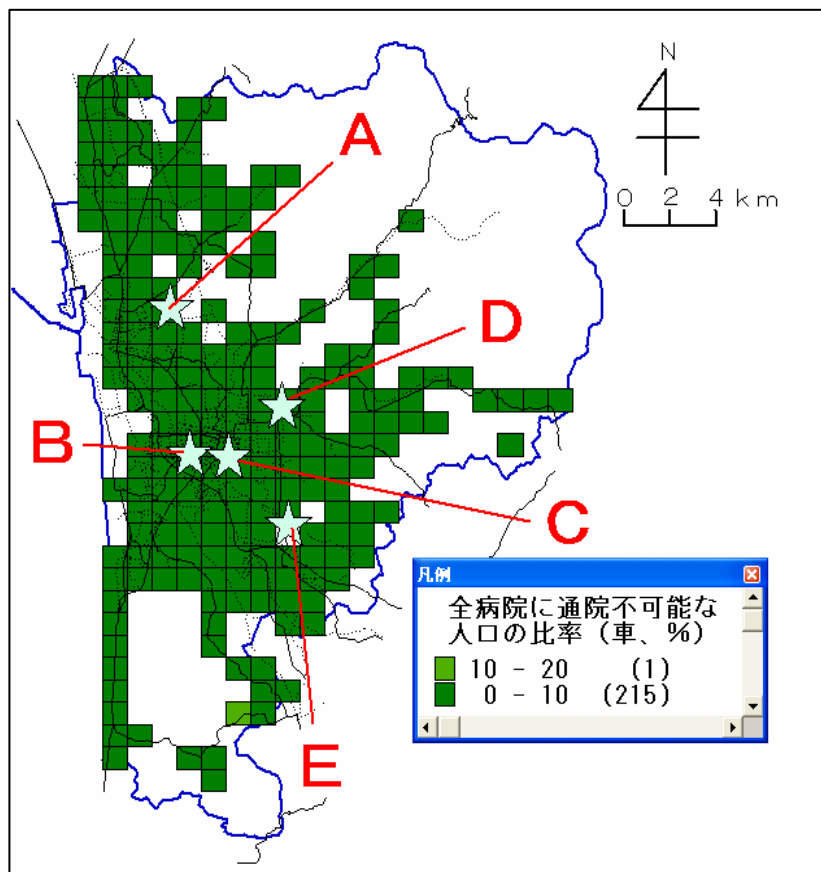 N
0 2 4 km
A
D
B
C
E
凡例
全病院に通院不可能な
人口の比率（車、%）
10 - 20 (1)
0 - 10 (215)